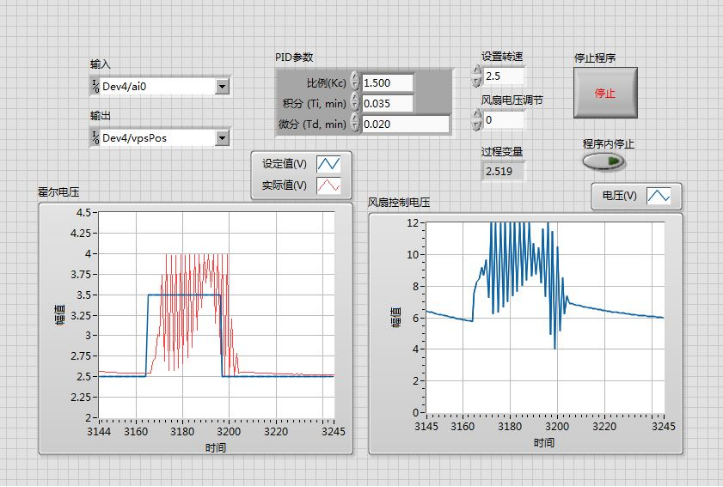 输入
Dev4/ai0
输出
Dev4/vpsPos
PID参数
比例(Kc) 1.500
积分 (Ti, min) 0.035
微分 (Td, min) 0.020
设置转速
2.5
风扇电压调节
0
过程变量
2.519
停止程序
停止
程序内停止
设定值(V)
实际值(V)
霍尔电压
4.5
4.25
4
3.75
3.5
3.25
3
2.75
2.5
2.25
2
幅值
3144 3160 3180 3200 3220 3245
时间
电压(V)
风扇控制电压
12
10
8
6
4
2
0
幅值
3145 3160 3180 3200 3220 3245
时间